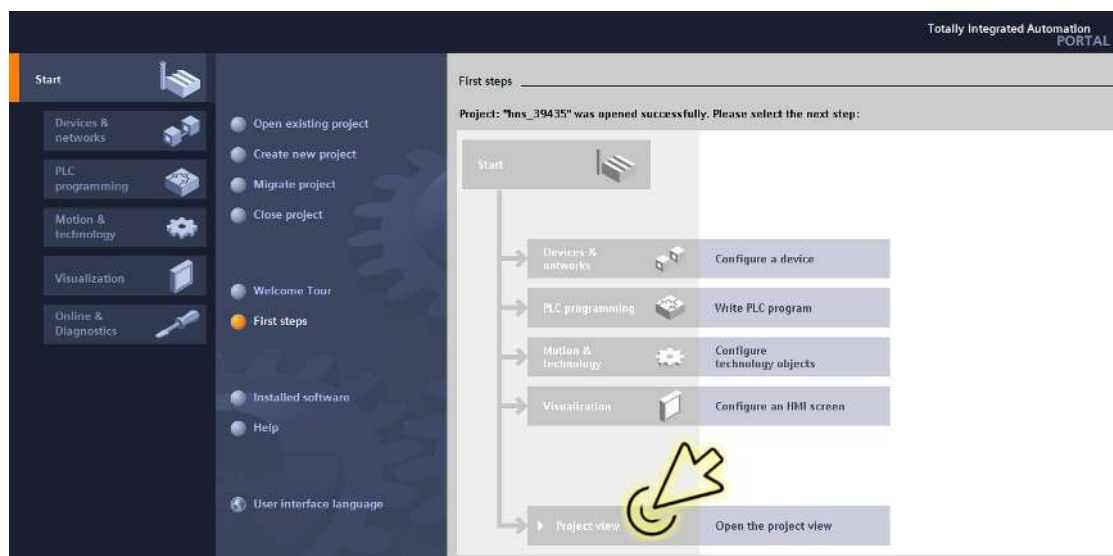 Totally Integrated Automation
PORTAL
Start
Devices &
networks
PLC
programming
Motion &
technology
Visualization
Online &
Diagnostics
Open existing project
Create new project
Migrate project
Close project
Welcome Tour
First steps
Installed software
Help
User interface language
First steps
Project: "hns_39435" was opened successfully. Please select the next step:
Start
Devices &
networks
Configure a device
PLC programming
Write PLC program
Motion &
technology
Configure
technology objects
Visualization
Configure an HMI screen
Project view
Open the project view